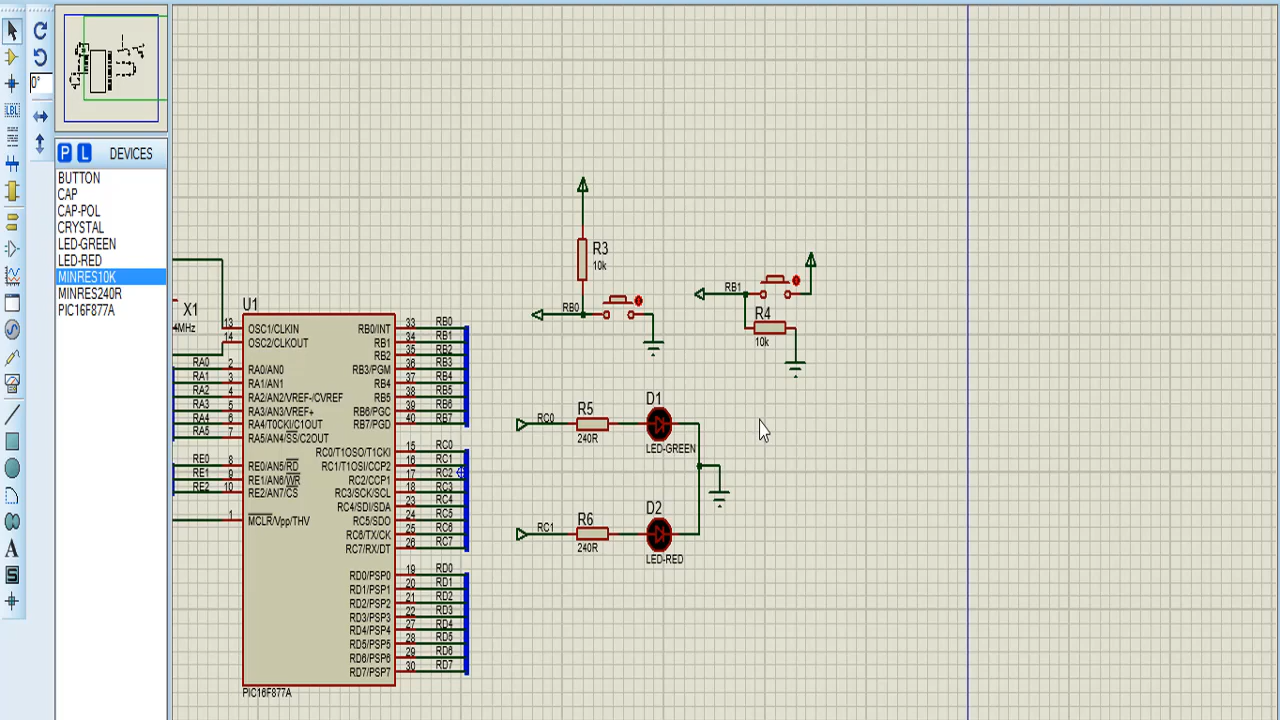 0°
LBL
P L DEVICES
BUTTON
CAP
CAP-POL
CRYSTAL
LED-GREEN
LED-RED
MINRES10K
MINRES240R
PIC16F877A
A
S
X1
4MHz
U1
13 OSC1/CLKIN RB0/INT 33 RB0
14 OSC2/CLKOUT RB1 34 RB1
RB2 35 RB2
RA0 2 RA0/AN0 RB3/PGM 36 RB3
RA1 3 RA1/AN1 RB4 37 RB4
RA2 4 RA2/AN2/VREF-/CVREF RB5 38 RB5
RA3 5 RA3/AN3/VREF+ RB6/PGC 39 RB6
RA4 6 RA4/T0CKI/C1OUT RB7/PGD 40 RB7
RA5 7 RA5/AN4/SS/C2OUT
RC0/T1OSO/T1CKI 15 RC0
RE0 8 RE0/AN5/RD RC1/T1OSI/CCP2 16 RC1
RE1 9 RE1/AN6/WR RC2/CCP1 17 RC2
RE2 10 RE2/AN7/CS RC3/SCK/SCL 18 RC3
RC4/SDI/SDA 23 RC4
1 MCLR/Vpp/THV RC5/SDO 24 RC5
RC6/TX/CK 25 RC6
RC7/RX/DT 26 RC7
RD0/PSP0 19 RD0
RD1/PSP1 20 RD1
RD2/PSP2 21 RD2
RD3/PSP3 22 RD3
RD4/PSP4 27 RD4
RD5/PSP5 28 RD5
RD6/PSP6 29 RD6
RD7/PSP7 30 RD7
PIC16F877A
R3
10k
RB0
RB1
R4
10k
RC0
R5
240R
D1
LED-GREEN
RC1
R6
240R
D2
LED-RED